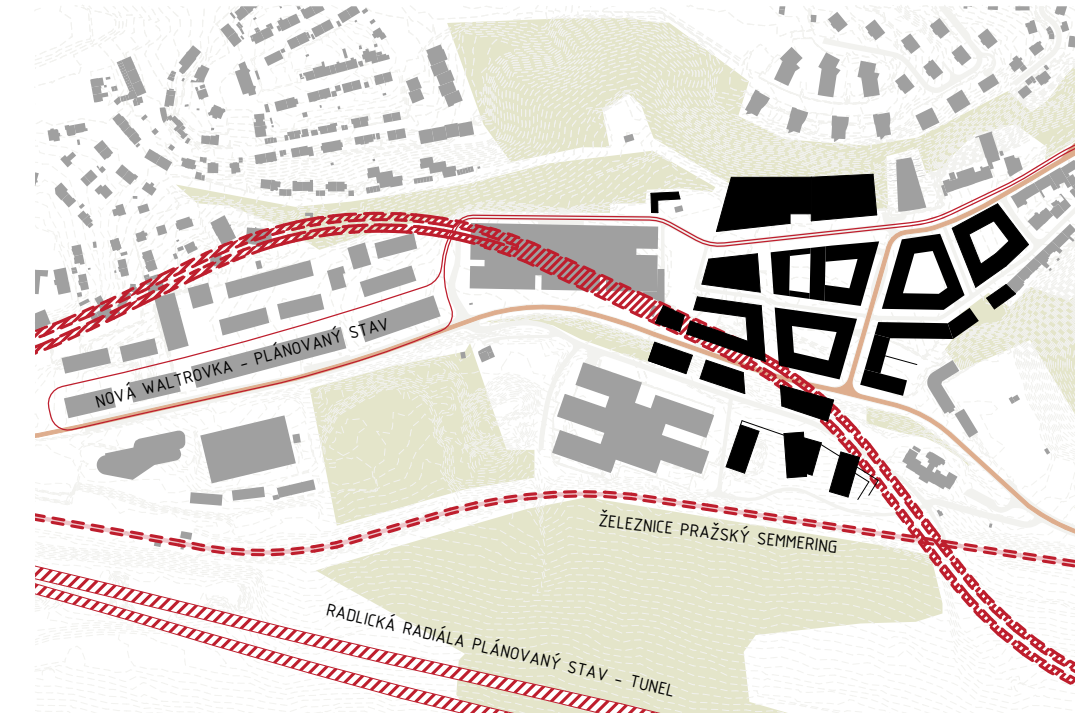 NOVÁ WALTROVKA - PLÁNOVANÝ STAV
ŽELEZNICE PRAŽSKÝ SEMMERING
RADLICKÁ RADIÁLA PLÁNOVANÝ STAV - TUNEL